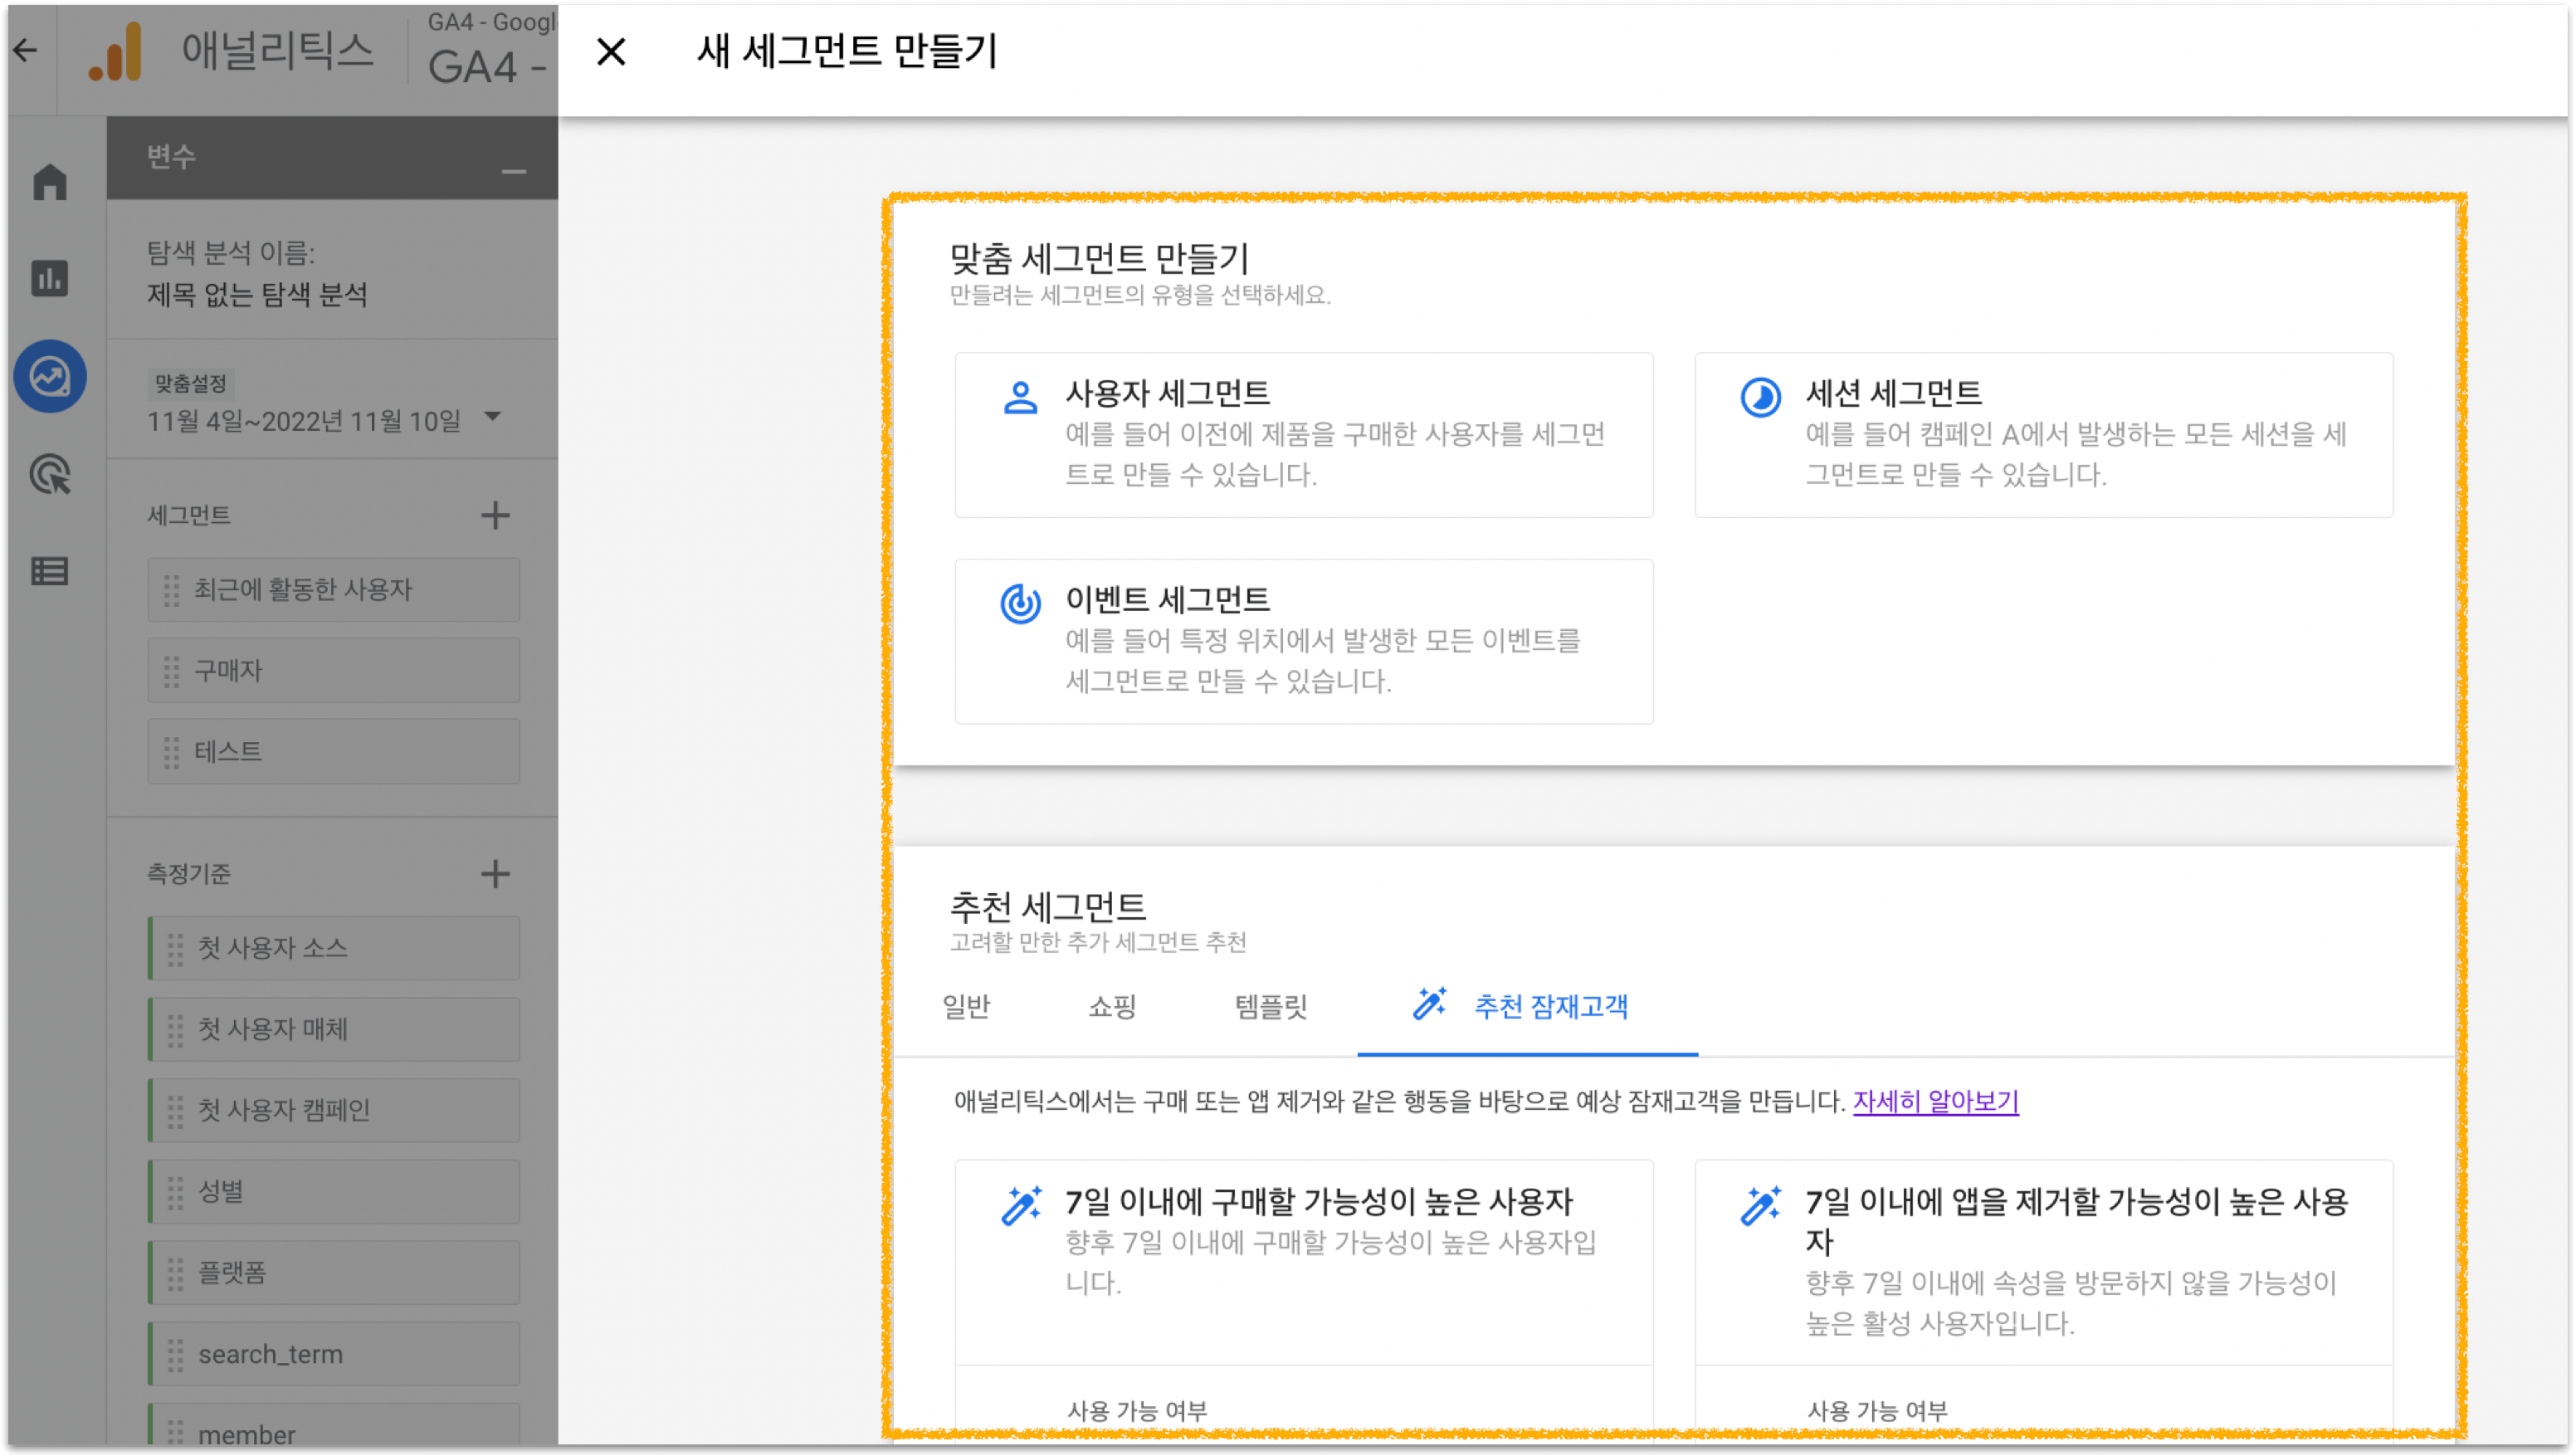 애널리틱스
GA4 - Googl
GA4 -
새 세그먼트 만들기
변수
탐색 분석 이름:
제목 없는 탐색 분석
맞춤설정
11월 4일~2022년 11월 10일
세그먼트
최근에 활동한 사용자
구매자
테스트
측정기준
첫 사용자 소스
첫 사용자 매체
첫 사용자 캠페인
성별
플랫폼
search_term
member
맞춤 세그먼트 만들기
만들려는 세그먼트의 유형을 선택하세요.
사용자 세그먼트
예를 들어 이전에 제품을 구매한 사용자를 세그먼
트로 만들 수 있습니다.
세션 세그먼트
예를 들어 캠페인 A에서 발생하는 모든 세션을 세
그먼트로 만들 수 있습니다.
이벤트 세그먼트
예를 들어 특정 위치에서 발생한 모든 이벤트를
세그먼트로 만들 수 있습니다.
추천 세그먼트
고려할 만한 추가 세그먼트 추천
일반 쇼핑 템플릿 추천 잠재고객
애널리틱스에서는 구매 또는 앱 제거와 같은 행동을 바탕으로 예상 잠재고객을 만듭니다. 자세히 알아보기
7일 이내에 구매할 가능성이 높은 사용자
향후 7일 이내에 구매할 가능성이 높은 사용자입
니다.
사용 가능 여부
7일 이내에 앱을 제거할 가능성이 높은 사용
자
향후 7일 이내에 속성을 방문하지 않을 가능성이
높은 활성 사용자입니다.
사용 가능 여부